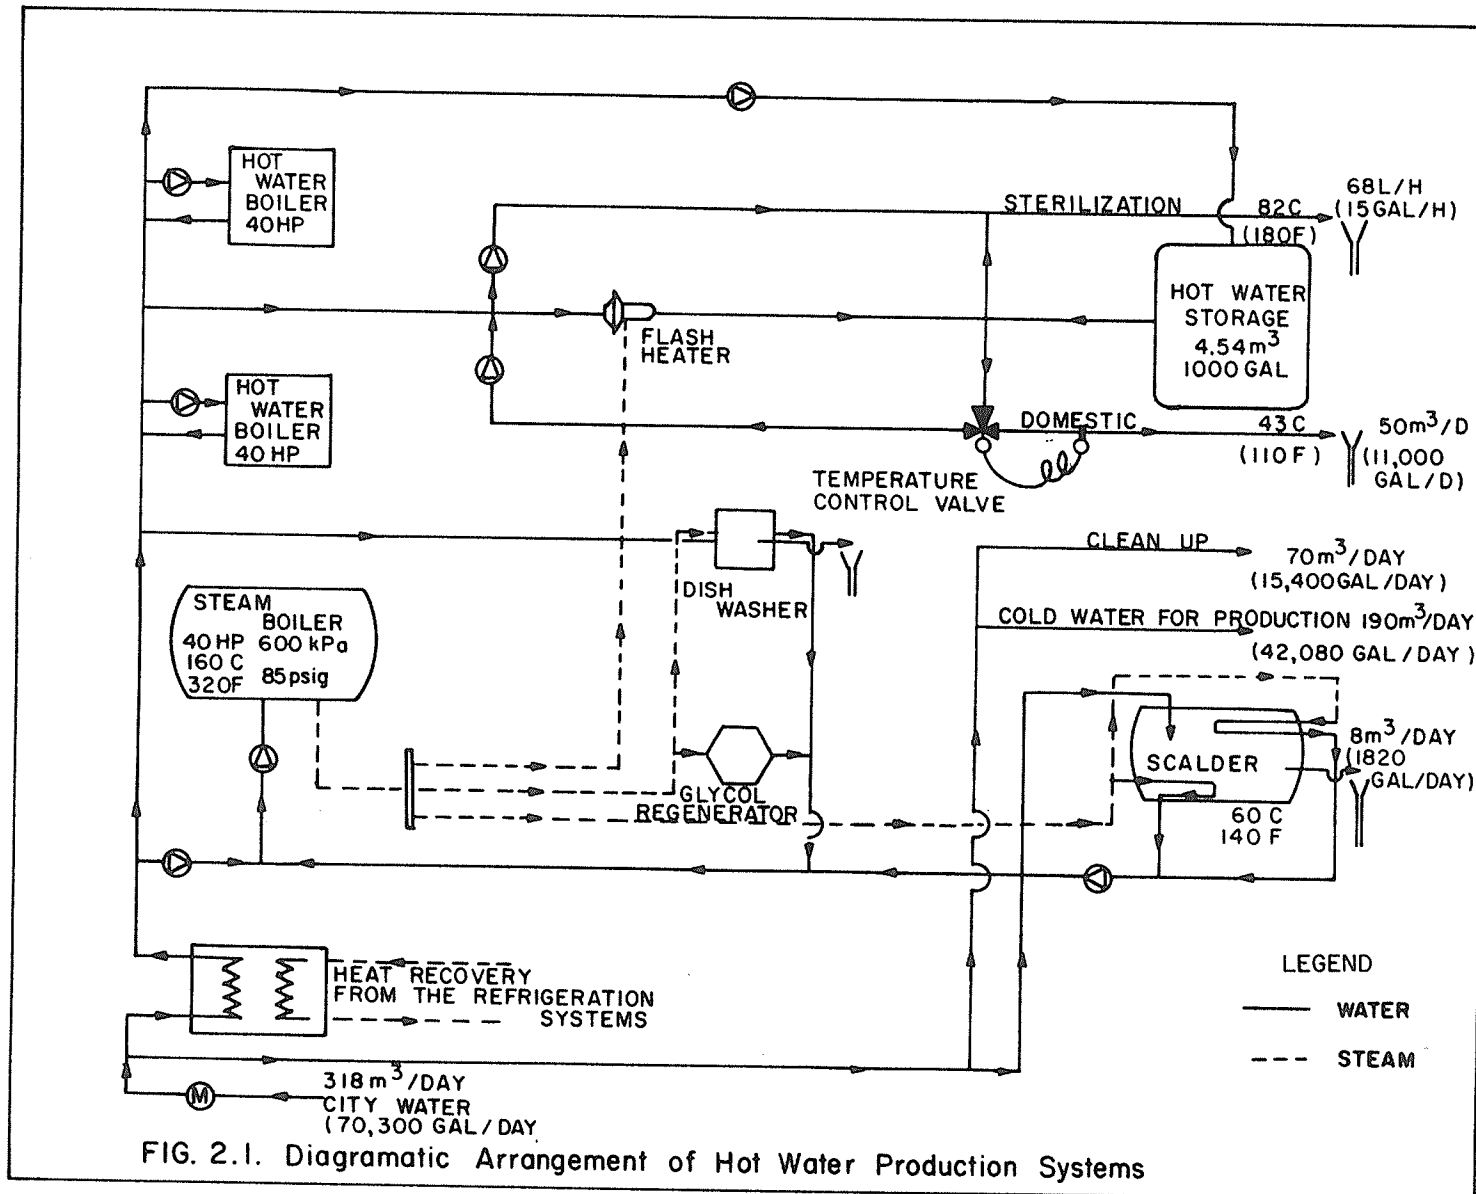 HOT
WATER
BOILER
40HP
STERILIZATION
82C
(180F)
68L/H
(15GAL/H)
HOT WATER
STORAGE
4.54m³
1000 GAL
FLASH
HEATER
HOT
WATER
BOILER
40 HP
DOMESTIC
43C
(110F)
50m³/D
(11,000
GAL/D)
TEMPERATURE
CONTROL VALVE
CLEAN UP
70m³/DAY
(15,400GAL/DAY)
DISH
WASHER
COLD WATER FOR PRODUCTION 190m³/DAY
(42,080 GAL/DAY)
STEAM
BOILER
40HP 600 kPa
160 C
320F 85psig
SCALDER
8m³/DAY
(1820
GAL/DAY)
60 C
140 F
GLYCOL
REGENERATOR
HEAT RECOVERY
FROM THE REFRIGERATION
SYSTEMS
LEGEND
WATER
STEAM
M
318m³/DAY
CITY WATER
(70,300 GAL/DAY
FIG. 2.1. Diagramatic Arrangement of Hot Water Production Systems